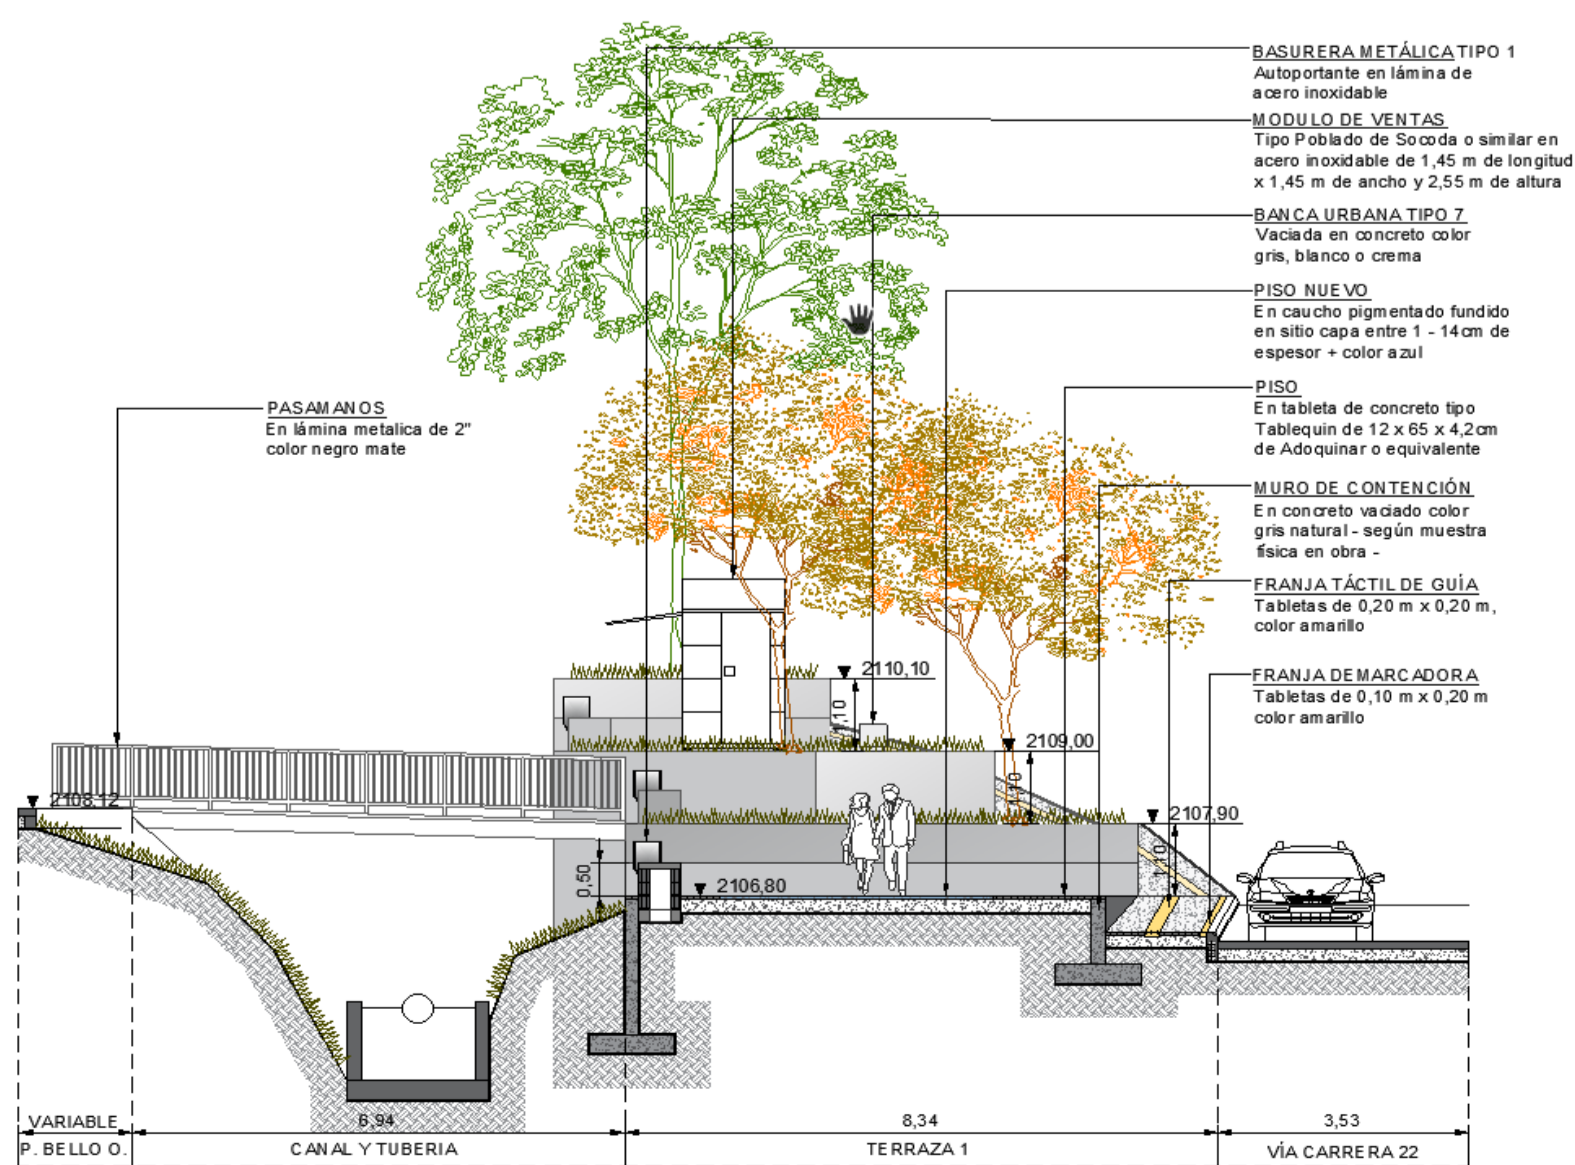 BASURERA METÁLICA TIPO 1
Autoportante en lámina de
acero inoxidable
MODULO DE VENTAS
Tipo Poblado de Socoda o similar en
acero inoxidable de 1,45 m de longitud
x 1,45 m de ancho y 2,55 m de altura
BANCA URBANA TIPO 7
Vaciada en concreto color
gris, blanco o crema
PISO NUEVO
En caucho pigmentado fundido
en sitio capa entre 1 - 14cm de
espesor + color azul
PISO
En tableta de concreto tipo
Tablequin de 12 x 65 x 4,2cm
de Adoquinar o equivalente
MURO DE CONTENCIÓN
En concreto vaciado color
gris natural - según muestra
física en obra -
FRANJA TÁCTIL DE GUÍA
Tabletas de 0,20 m x 0,20 m,
color amarillo
FRANJA DEMARCADORA
Tabletas de 0,10 m x 0,20 m
color amarillo
PASAMANOS
En lámina metalica de 2"
color negro mate
2110,10
1,10
2109,00
1,10
2108,12
2107,90
1,10
0,50
2106,80
VARIABLE
6,94
8,34
3,53
P. BELLO O.
CANAL Y TUBERIA
TERRAZA 1
VÍA CARRERA 22